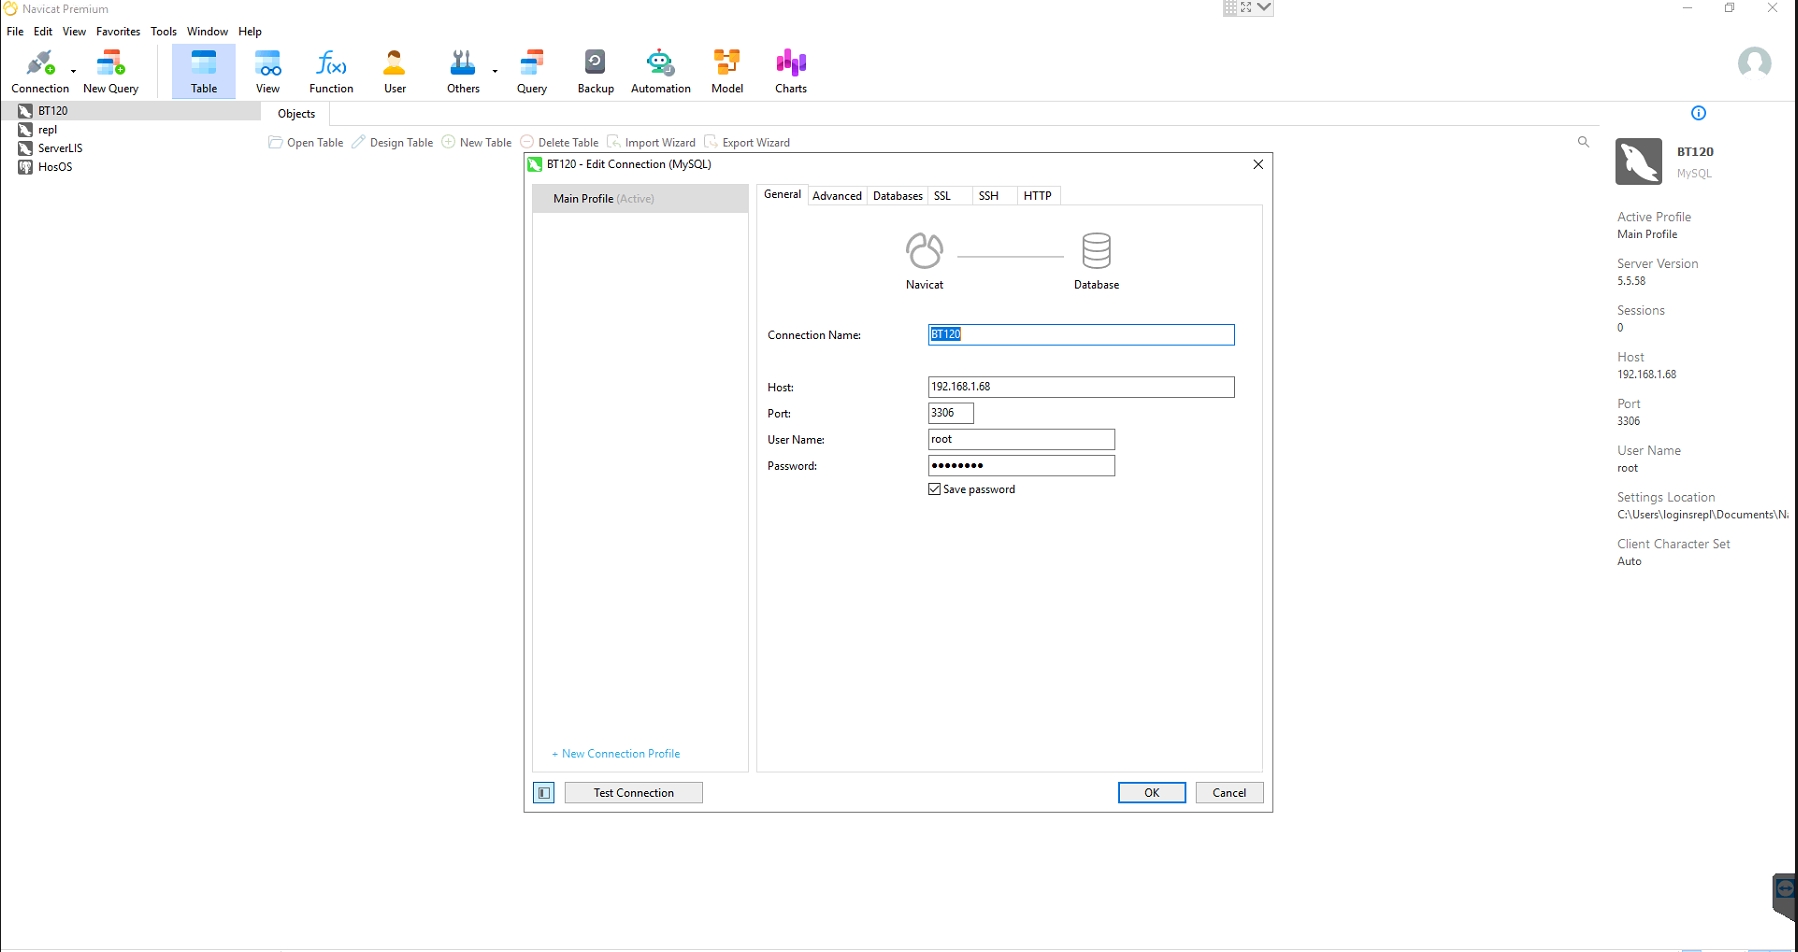 Navicat Premium
File Edit View Favorites Tools Window Help
Connection New Query Table View Function User Others Query Backup Automation Model Charts
BT120
repl
ServerLIS
HosOS
Objects
Open Table Design Table New Table Delete Table Import Wizard Export Wizard
BT120 - Edit Connection (MySQL)
Main Profile (Active)
General Advanced Databases SSL SSH HTTP
Navicat Database
Connection Name: BT120
Host: 192.168.1.68
Port: 3306
User Name: root
Password: ••••••••
Save password
+ New Connection Profile
Test Connection OK Cancel
BT120
MySQL
Active Profile
Main Profile
Server Version
5.5.58
Sessions
0
Host
192.168.1.68
Port
3306
User Name
root
Settings Location
C:\Users\loginsrepl\Documents\Na
Client Character Set
Auto